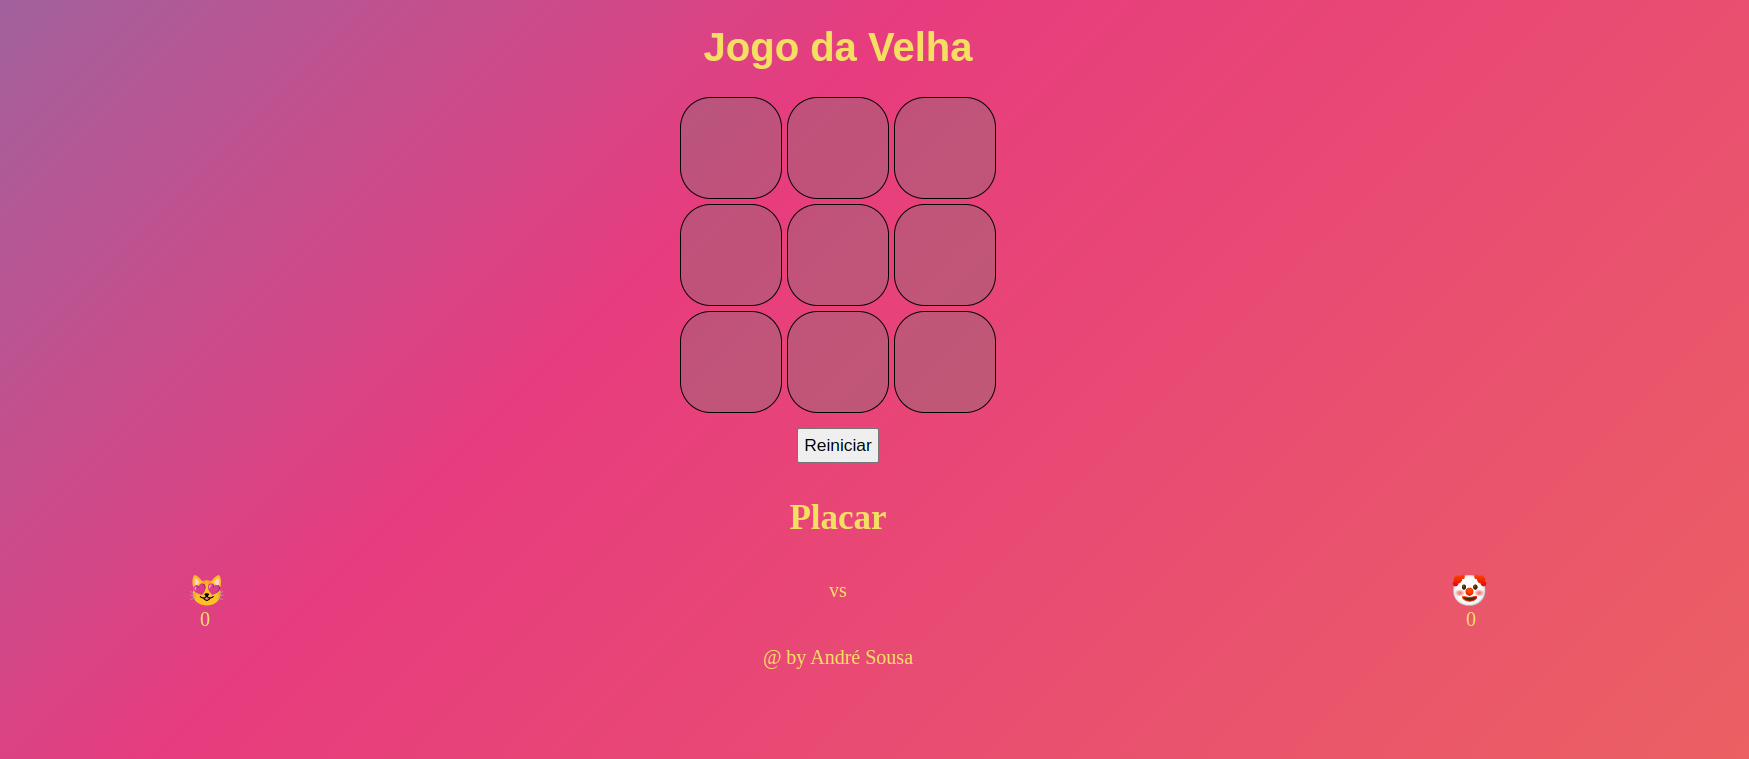 Jogo da Velha
Reiniciar
Placar
vs
0
0
@ by André Sousa